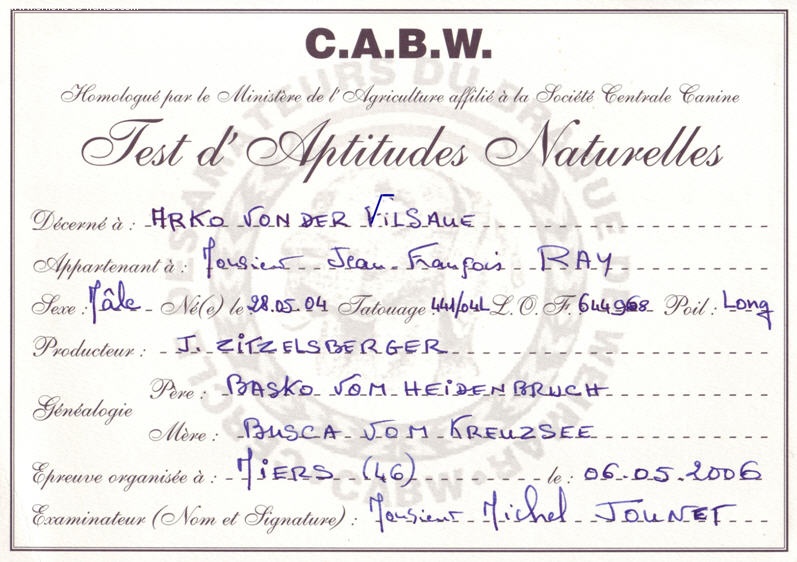 C.A.B.W.
Homologué par le Ministère de l'Agriculture affilié à la Société Centrale Canine
Test d'Aptitudes Naturelles
Décerné à : ARKO VON DER VILSAUE
Appartenant à : Monsieur Jean François RAY
Sexe : Mâle Né(e) le 28.05.04 Tatouage 441/04L L.O.F. 644968 Poil : Long
Producteur : J. ZITZELSBERGER
Généalogie
Père : BASKO VOM HEIDENBRUCH
Mère : BUSCA VOM KREUZSEE
Epreuve organisée à : MIERS (46) le : 06.05.2006
Examinateur (Nom et Signature) : Monsieur Michel JOUNET